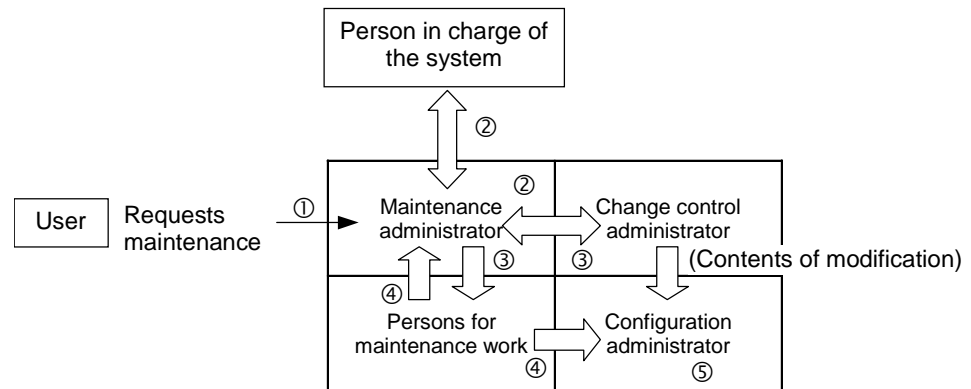 Person in charge of
the system
②
②
①
User
Requests
maintenance
Maintenance
administrator
Change control
administrator
③
③
(Contents of modification)
④
Persons for
maintenance work
④
Configuration
administrator
⑤